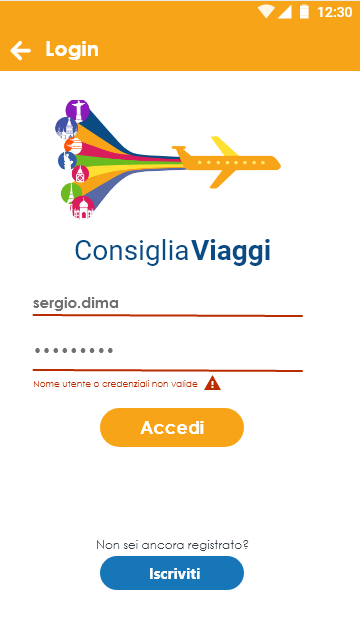 12:30
Login
ConsigliaViaggi
sergio.dima
•••••••••
Nome utente o credenziali non valide
Accedi
Non sei ancora registrato?
Iscriviti